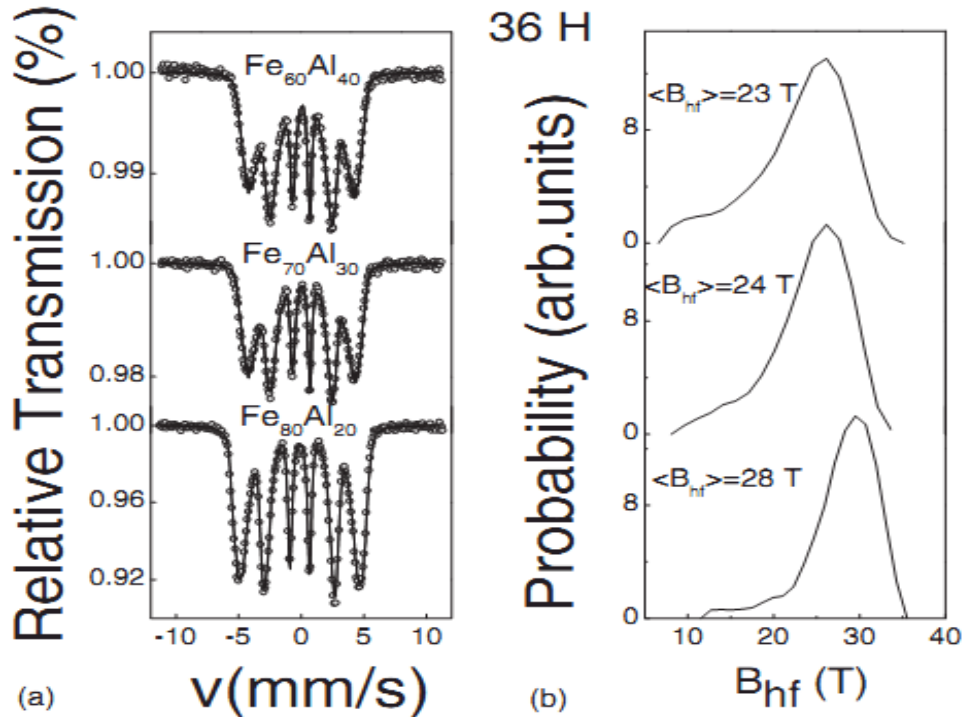 Relative Transmission (%)
1.00
Fe60Al40
0.99
1.00
Fe70Al30
0.98
1.00
Fe80Al20
0.96
0.92
-10 -5 0 5 10
(a)
v(mm/s)
36 H
Probability (arb.units)
<Bhf>=23 T
8
0
<Bhf>=24 T
8
0
<Bhf>=28 T
8
0
10 20 30 40
(b)
Bhf (T)